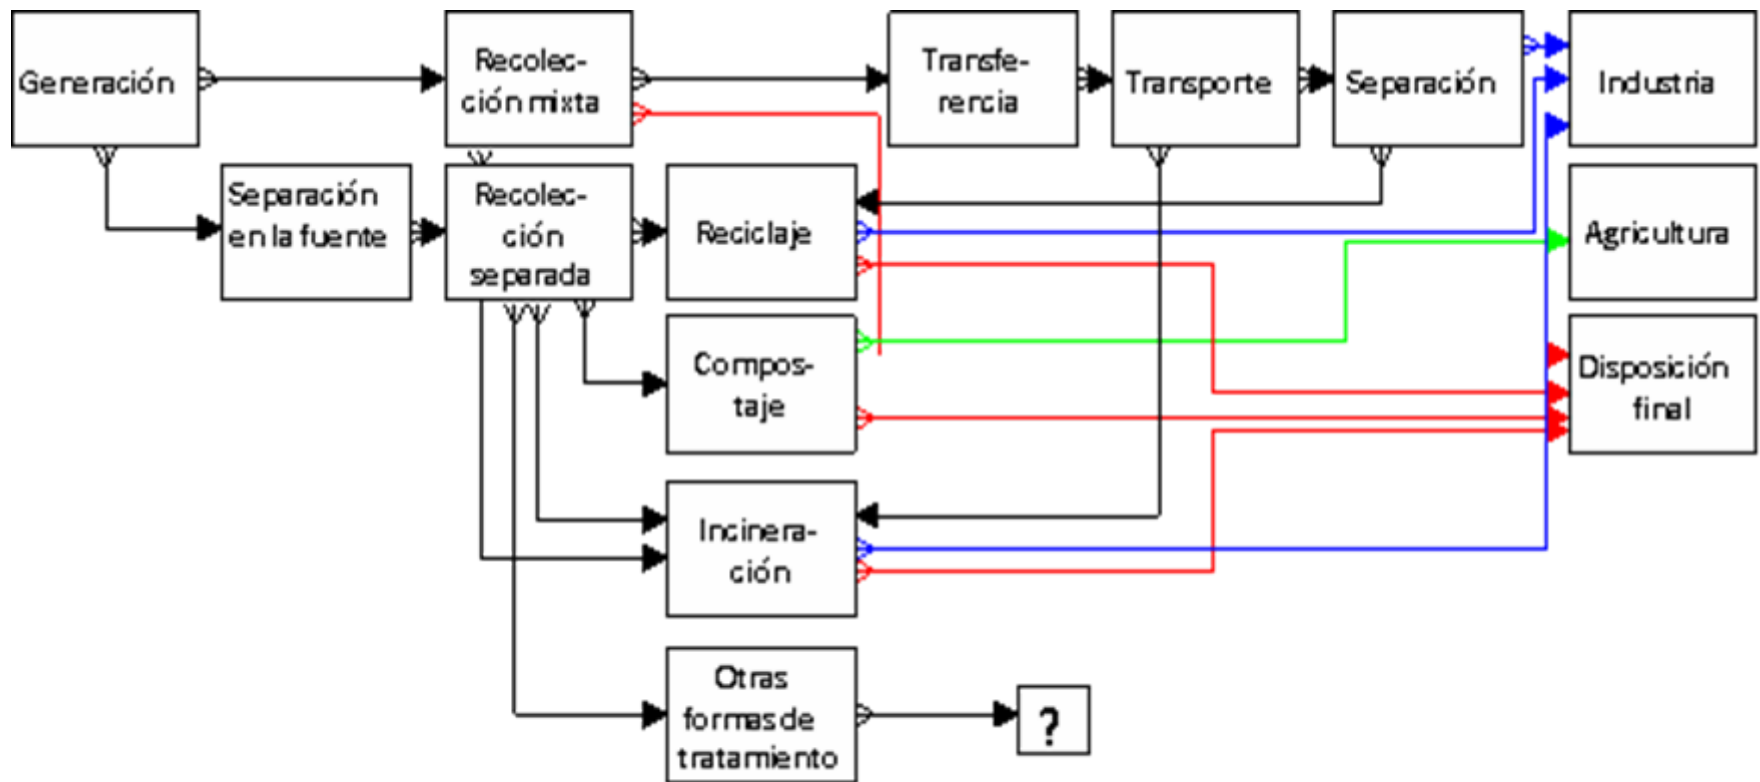 Generación
Recolec-
ción mixta
Transfe-
rencia
Transporte
Separación
Industria
Separación
en la fuente
Recolec-
ción
separada
Reciclaje
Agricultura
Compos-
taje
Disposición
final
Incinera-
ción
Otras
formas de
tratamiento
?